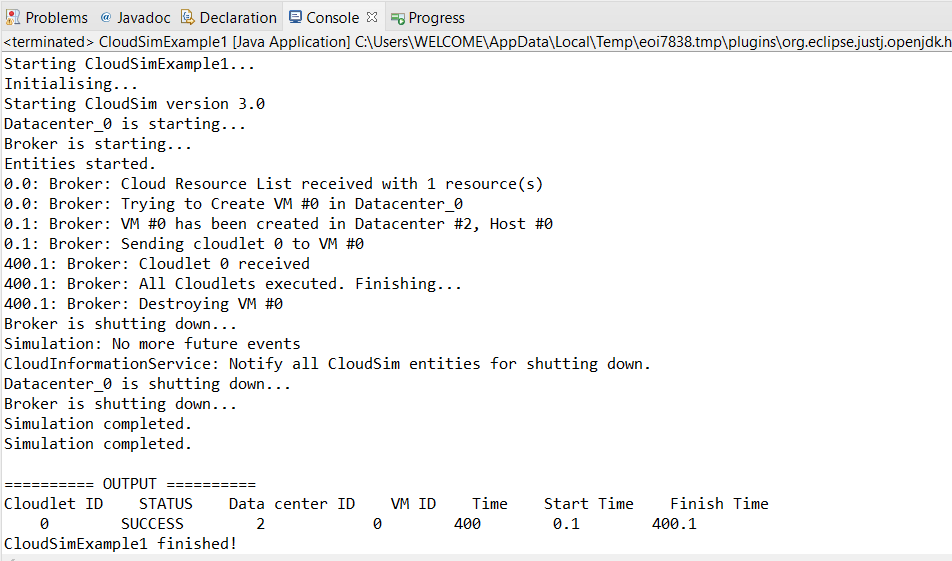 Problems @ Javadoc Declaration Console Progress
<terminated> CloudSimExample1 [Java Application] C:\Users\WELCOME\AppData\Local\Temp\eoi7838.tmp\plugins\org.eclipse.justj.openjdk.h
Starting CloudSimExample1...
Initialising...
Starting CloudSim version 3.0
Datacenter_0 is starting...
Broker is starting...
Entities started.
0.0: Broker: Cloud Resource List received with 1 resource(s)
0.0: Broker: Trying to Create VM #0 in Datacenter_0
0.1: Broker: VM #0 has been created in Datacenter #2, Host #0
0.1: Broker: Sending cloudlet 0 to VM #0
400.1: Broker: Cloudlet 0 received
400.1: Broker: All Cloudlets executed. Finishing...
400.1: Broker: Destroying VM #0
Broker is shutting down...
Simulation: No more future events
CloudInformationService: Notify all CloudSim entities for shutting down.
Datacenter_0 is shutting down...
Broker is shutting down...
Simulation completed.
Simulation completed.
========== OUTPUT ==========
Cloudlet ID    STATUS    Data center ID    VM ID    Time    Start Time    Finish Time
0    SUCCESS    2    0    400    0.1    400.1
CloudSimExample1 finished!